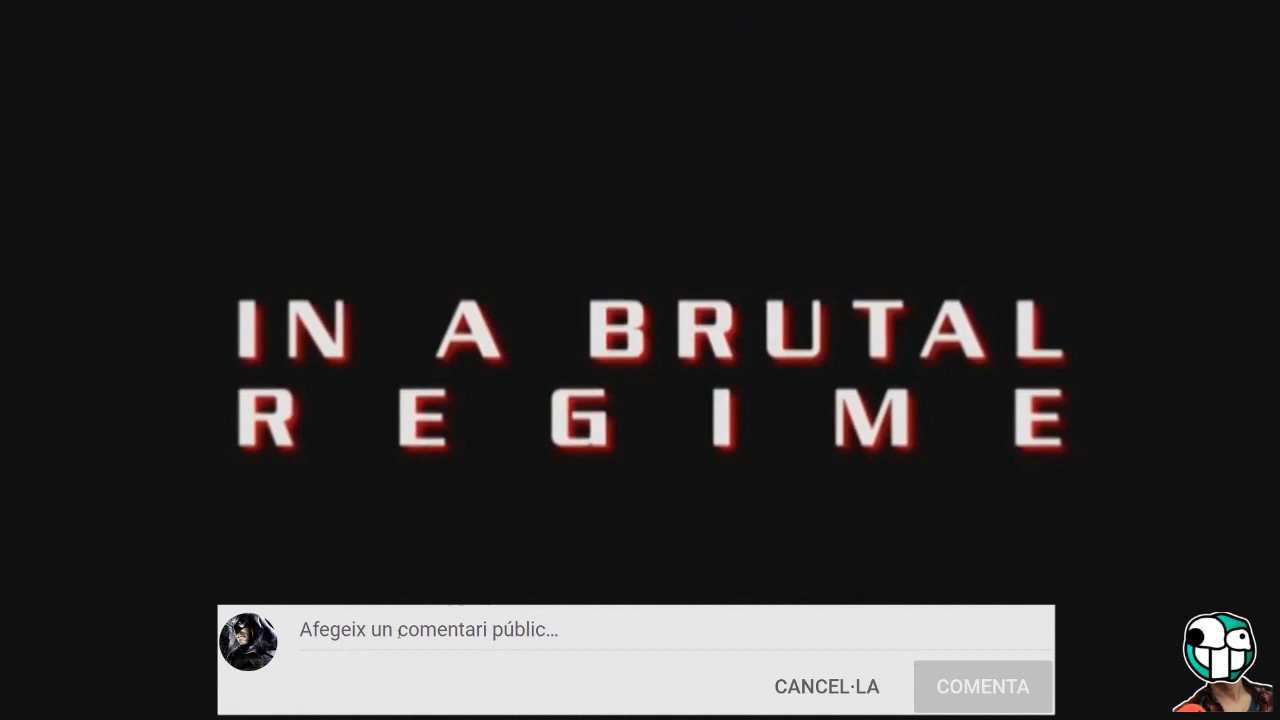 IN A BRUTAL
REGIME
Afegeix un comentari públic...
CANCEL·LA
COMENTA